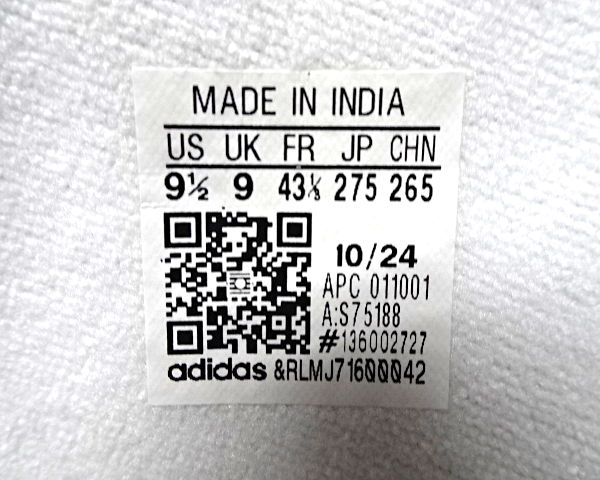 MADE IN INDIA
US UK FR JP CHN
9½ 9 43⅓ 275 265
10/24
APC 011001
A:S75188
#136002727
adidas &RLMJ71600042